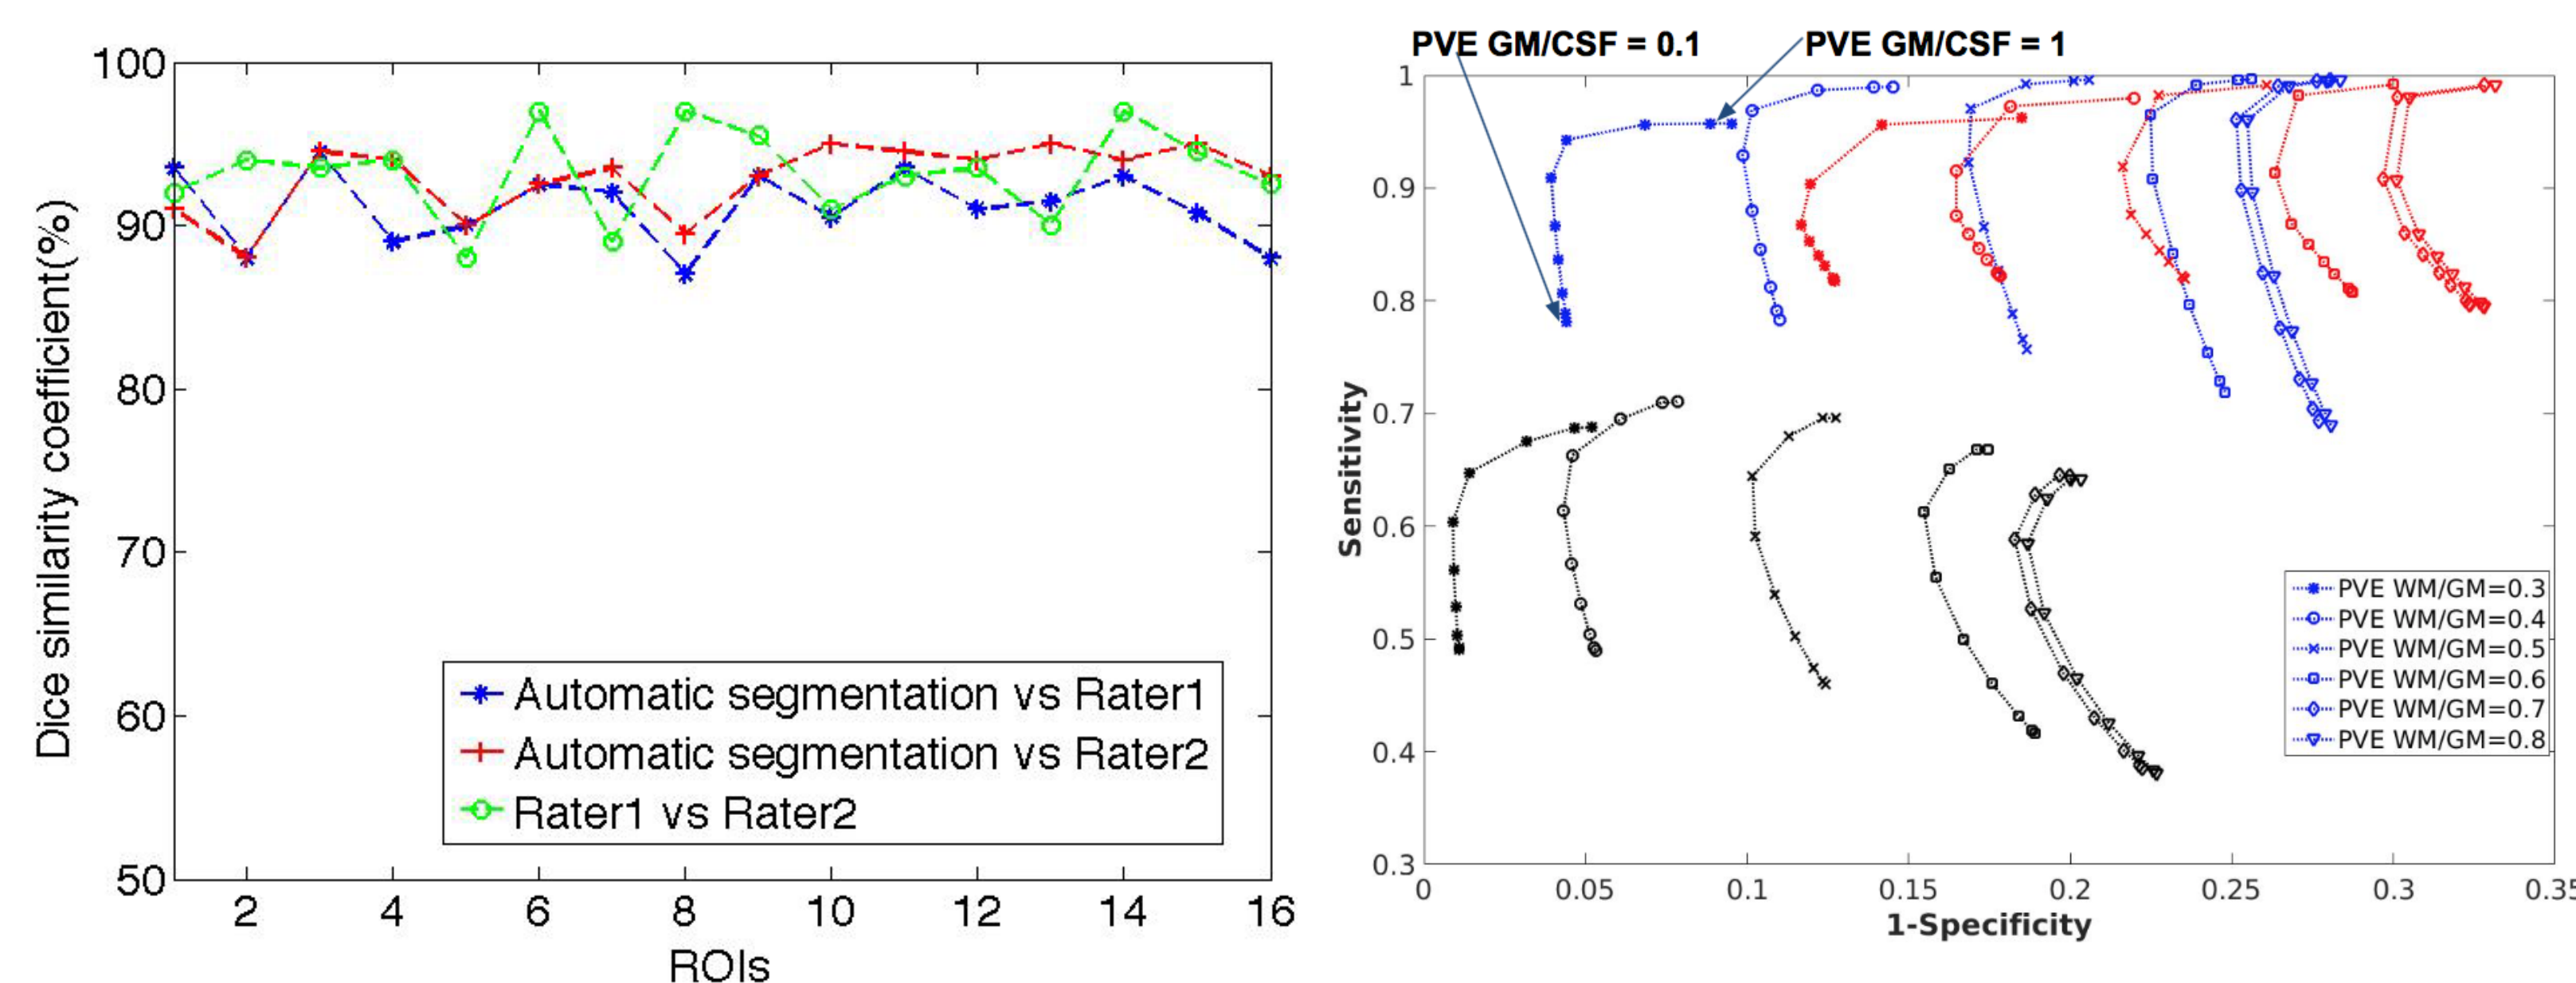 100
90
80
70
60
50
2 4 6 8 10 12 14 16
Dice similarity coefficient(%)
ROIs
Automatic segmentation vs Rater1
Automatic segmentation vs Rater2
Rater1 vs Rater2
PVE GM/CSF = 0.1 PVE GM/CSF = 1
1
0.9
0.8
0.7
0.6
0.5
0.4
0.3
0 0.05 0.1 0.15 0.2 0.25 0.3 0.35
Sensitivity
1-Specificity
PVE WM/GM=0.3
PVE WM/GM=0.4
PVE WM/GM=0.5
PVE WM/GM=0.6
PVE WM/GM=0.7
PVE WM/GM=0.8